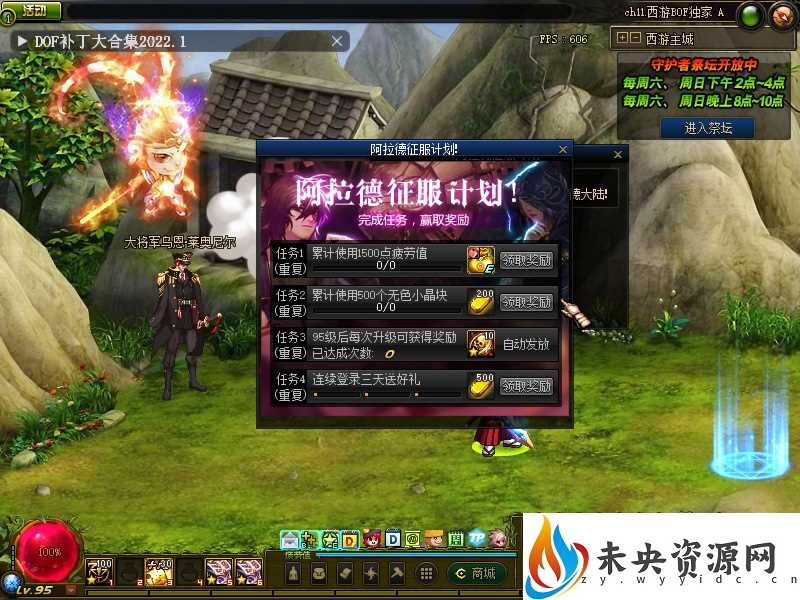 活动
DOF补丁大合集2022.1
FPS : 606
ch11.西游BOF独家 A
西游主城
守护者祭坛开放中
每周六、周日下午2点~4点
每周六、周日晚上8点~10点
进入祭坛
大将军乌恩·莱奥尼尔
阿拉德征服计划!
德大陆!
阿拉德征服计划!
完成任务，赢取奖励
任务1
(重复)
累计使用1500点疲劳值
0/0
领取奖励
任务2
(重复)
累计使用500个无色小晶块
0/0
200
领取奖励
任务3
(重复)
95级后每次升级可获得奖励
已达成次数: 0
10
自动发放
任务4
(重复)
连续登录三天送好礼
500
领取奖励
100%
Lv.95
100
30
疲劳值
TP
商城
未央资源网
zy.wyyidc.cn